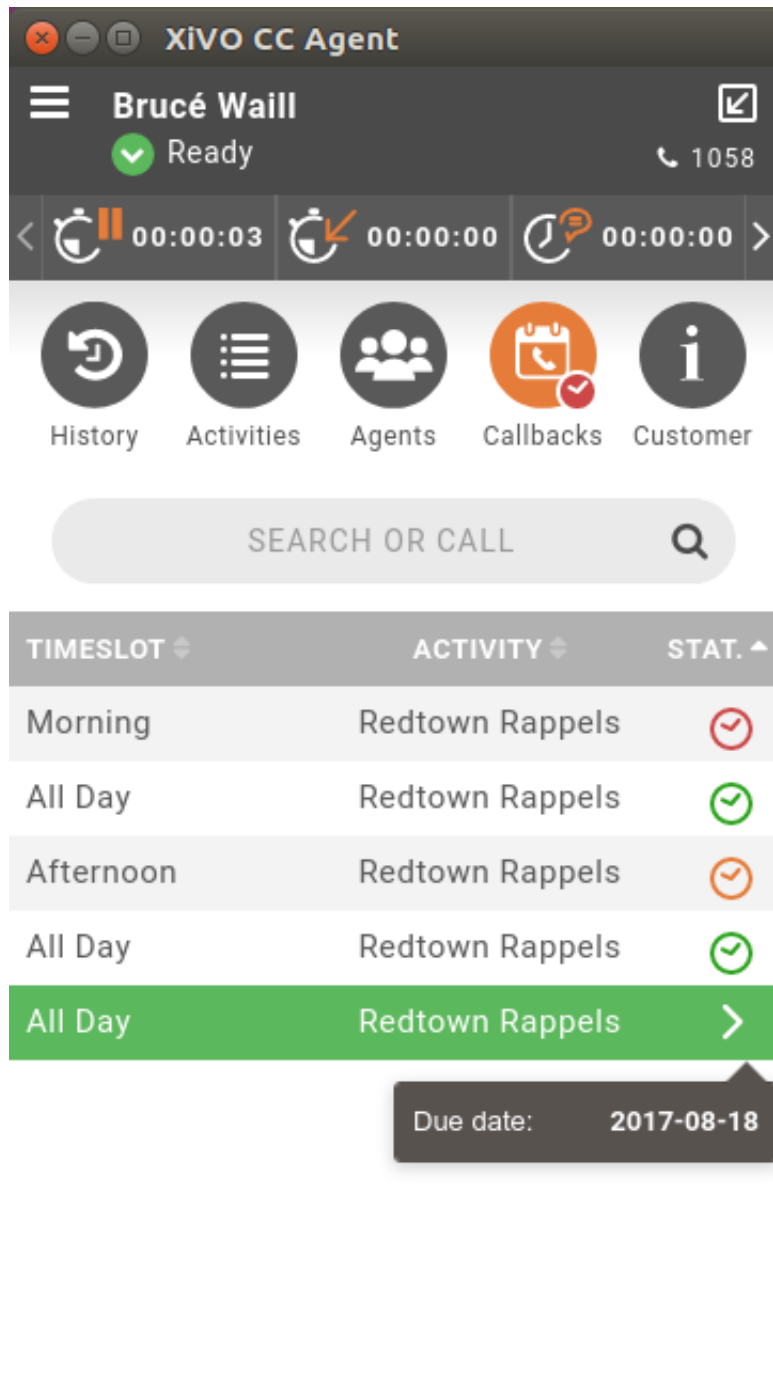 XiVO CC Agent
Brucé Waill
Ready
1058
00:00:03 00:00:00 00:00:00
History Activities Agents Callbacks Customer
SEARCH OR CALL
TIMESLOT ACTIVITY STAT.
Morning Redtown Rappels
All Day Redtown Rappels
Afternoon Redtown Rappels
All Day Redtown Rappels
All Day Redtown Rappels
Due date: 2017-08-18